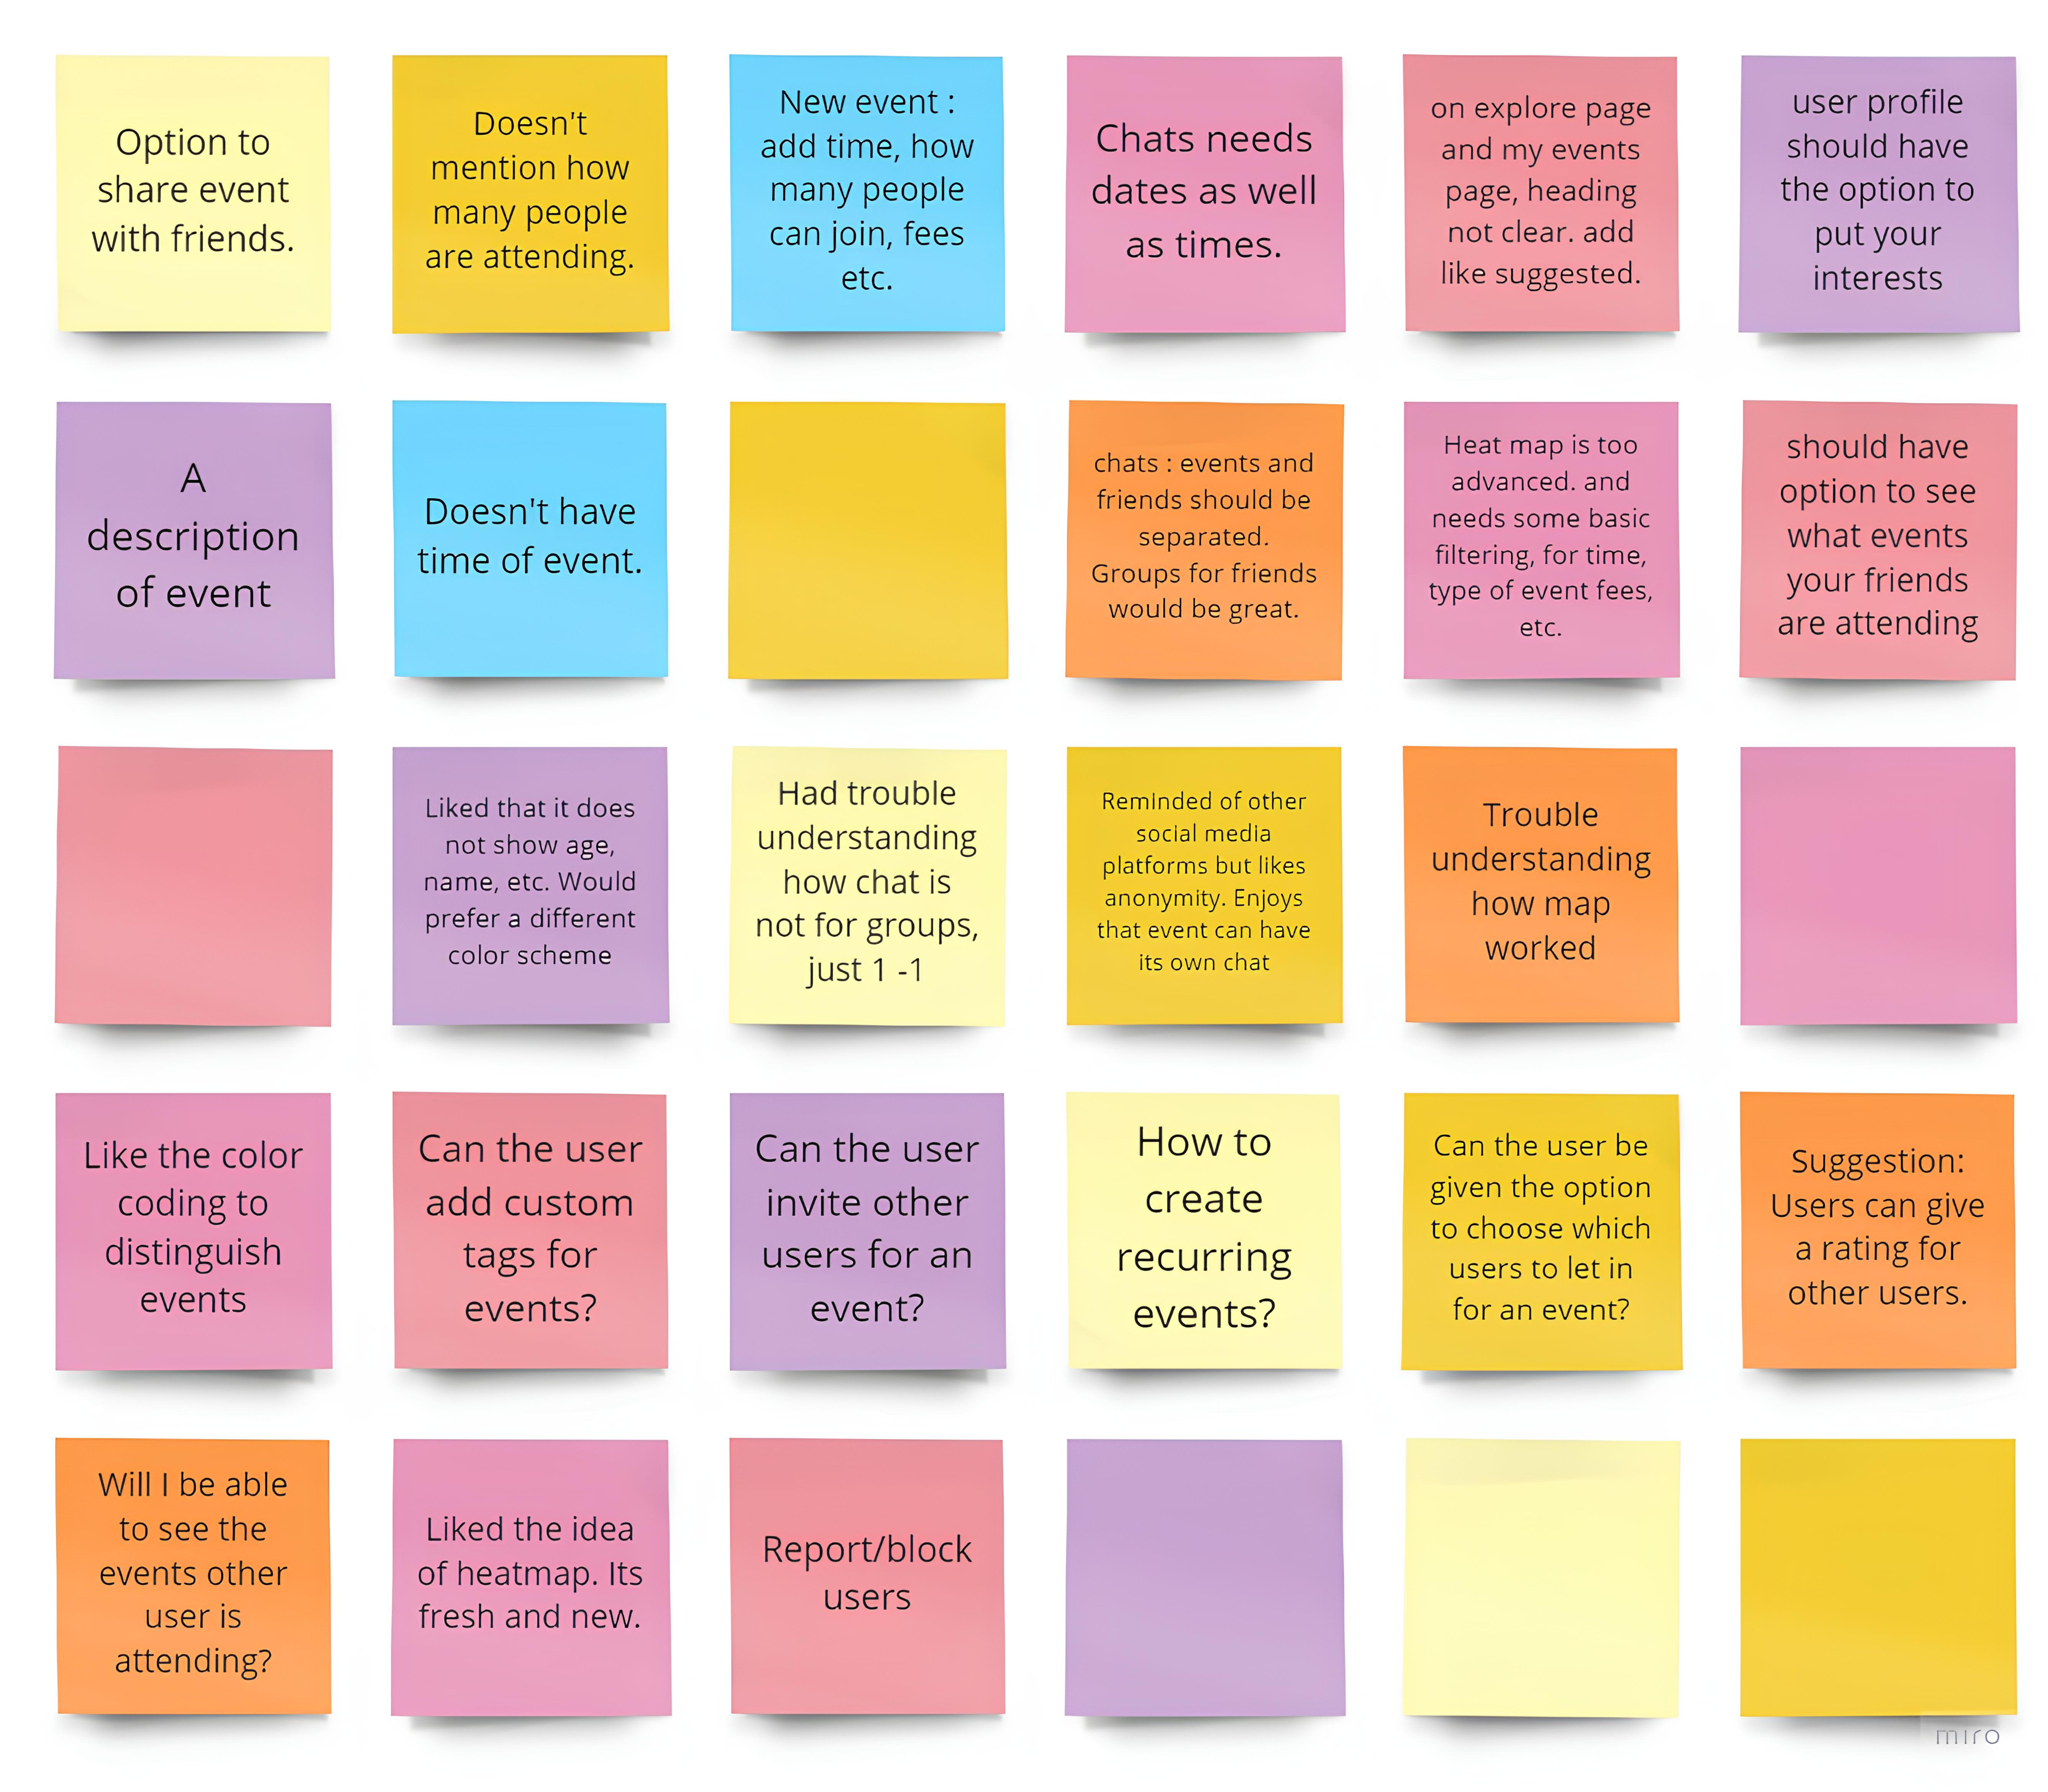 Option to
share event
with friends.
Doesn't
mention how
many people
are attending.
New event :
add time, how
many people
can join, fees
etc.
Chats needs
dates as well
as times.
on explore page
and my events
page, heading
not clear. add
like suggested.
user profile
should have
the option to
put your
interests
A
description
of event
Doesn't have
time of event.
chats : events and
friends should be
separated.
Groups for friends
would be great.
Heat map is too
advanced. and
needs some basic
filtering, for time,
type of event fees,
etc.
should have
option to see
what events
your friends
are attending
Liked that it does
not show age,
name, etc. Would
prefer a different
color scheme
Had trouble
understanding
how chat is
not for groups,
just 1 -1
Reminded of other
social media
platforms but likes
anonymity. Enjoys
that event can have
its own chat
Trouble
understanding
how map
worked
Like the color
coding to
distinguish
events
Can the user
add custom
tags for
events?
Can the user
invite other
users for an
event?
How to
create
recurring
events?
Can the user be
given the option
to choose which
users to let in
for an event?
Suggestion:
Users can give
a rating for
other users.
Will I be able
to see the
events other
user is
attending?
Liked the idea
of heatmap. Its
fresh and new.
Report/block
users
miro